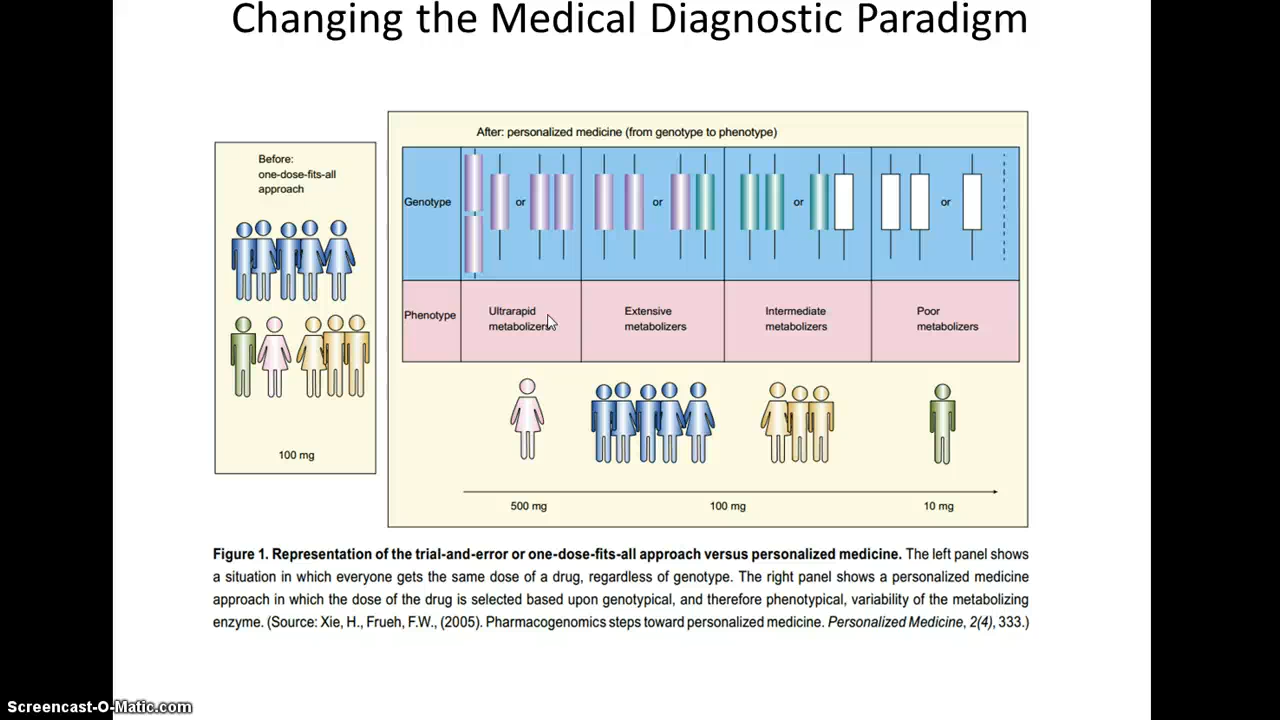 Changing the Medical Diagnostic Paradigm
Before:
one-dose-fits-all
approach
100 mg
After: personalized medicine (from genotype to phenotype)
Genotype
or
or
or
or
Phenotype
Ultrarapid
metabolizers
Extensive
metabolizers
Intermediate
metabolizers
Poor
metabolizers
500 mg
100 mg
10 mg
Figure 1. Representation of the trial-and-error or one-dose-fits-all approach versus personalized medicine. The left panel shows
a situation in which everyone gets the same dose of a drug, regardless of genotype. The right panel shows a personalized medicine
approach in which the dose of the drug is selected based upon genotypical, and therefore phenotypical, variability of the metabolizing
enzyme. (Source: Xie, H., Frueh, F.W., (2005). Pharmacogenomics steps toward personalized medicine. Personalized Medicine, 2(4), 333.)
Screencast-O-Matic.com